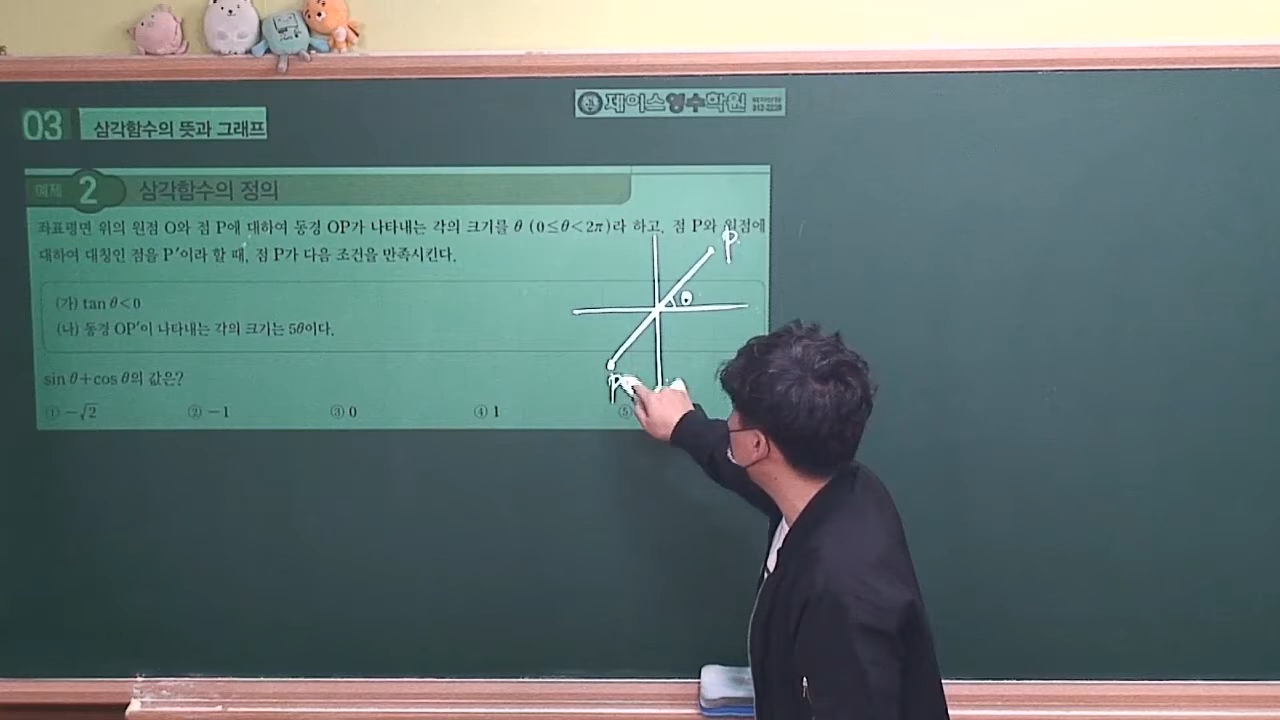 제이스영수학원
03 삼각함수의 뜻과 그래프
예제 2 삼각함수의 정의
좌표평면 위의 원점 O와 점 P에 대하여 동경 OP가 나타내는 각의 크기를 θ (0≤θ<2π)라 하고, 점 P와 원점에
대하여 대칭인 점을 P′이라 할 때, 점 P가 다음 조건을 만족시킨다.
P
(가) tan θ<0
θ
(나) 동경 OP′이 나타내는 각의 크기는 5θ이다.
sin θ+cos θ의 값은?
P
① −√2 ② −1 ③ 0 ④ 1 ⑤